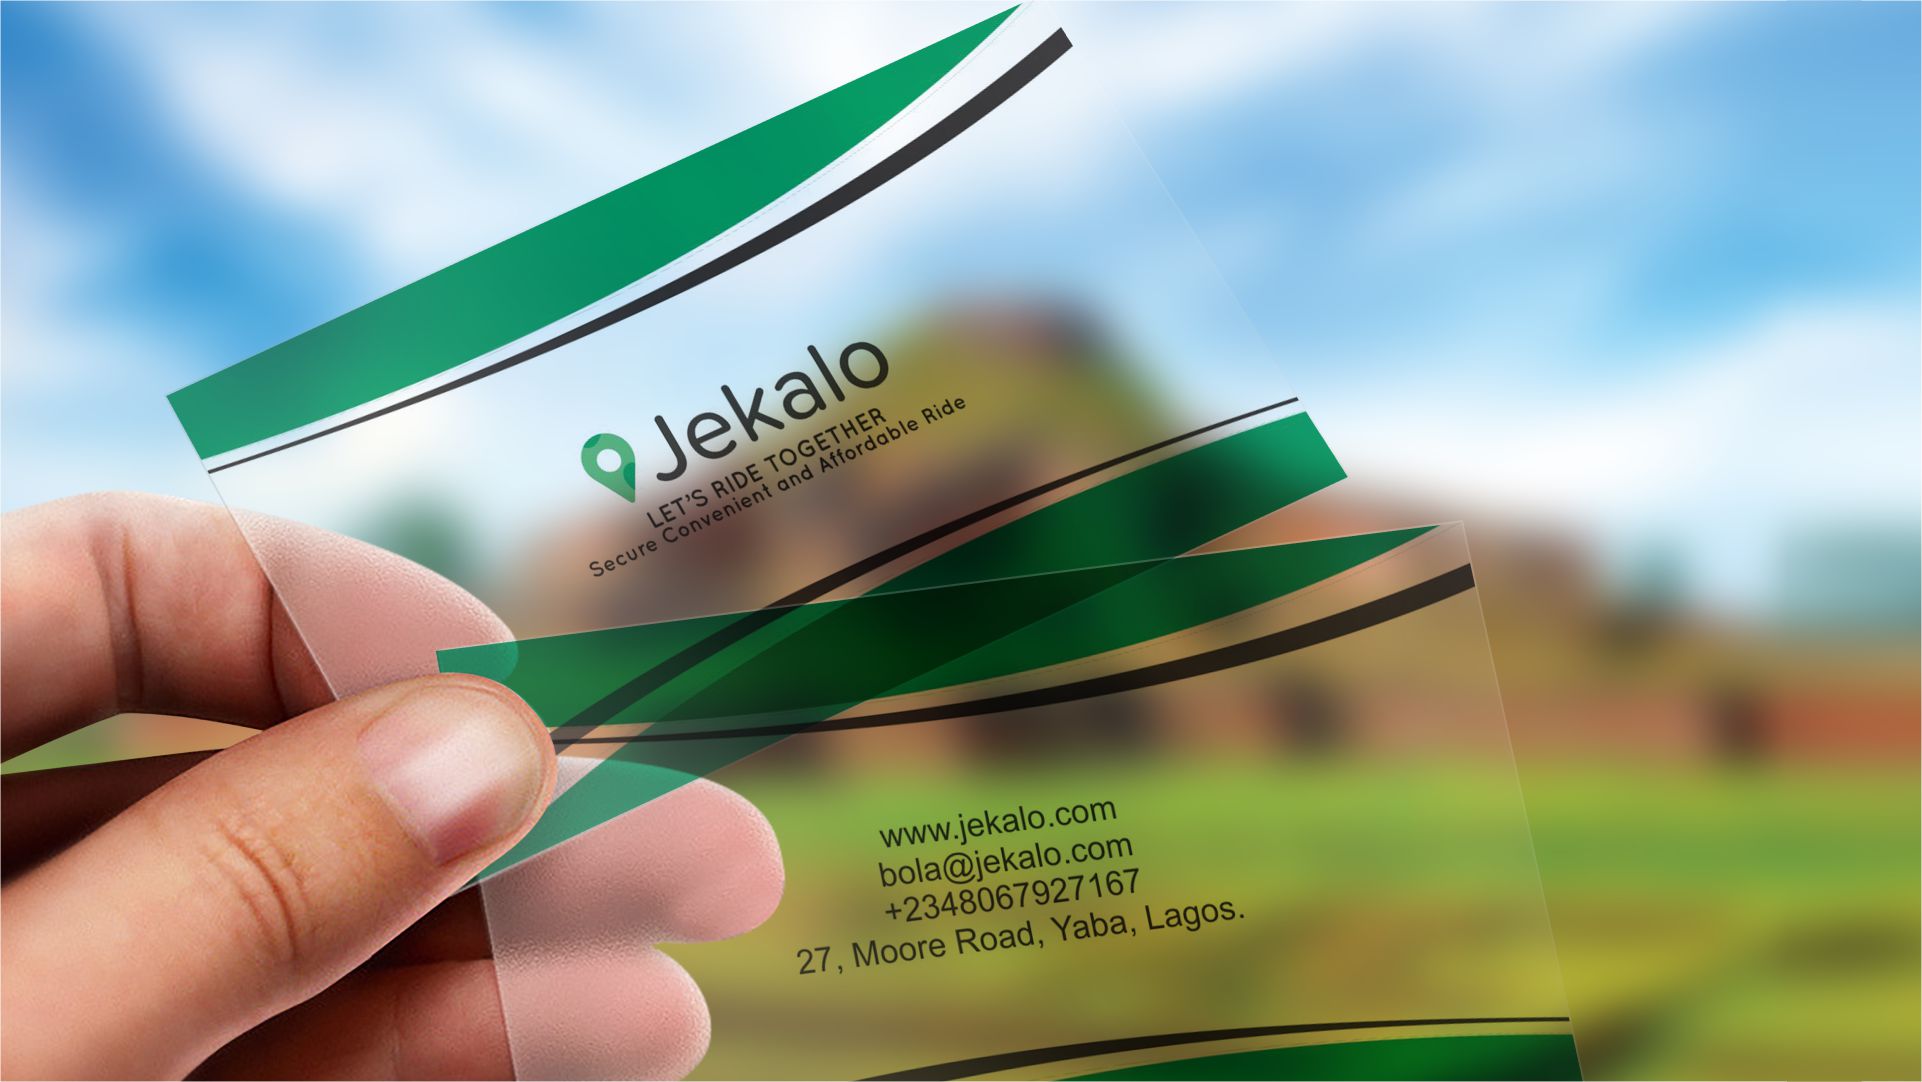 Jekalo
LET'S RIDE TOGETHER
Secure Convenient and Affordable Ride
www.jekalo.com
bola@jekalo.com
+2348067927167
27, Moore Road, Yaba, Lagos.